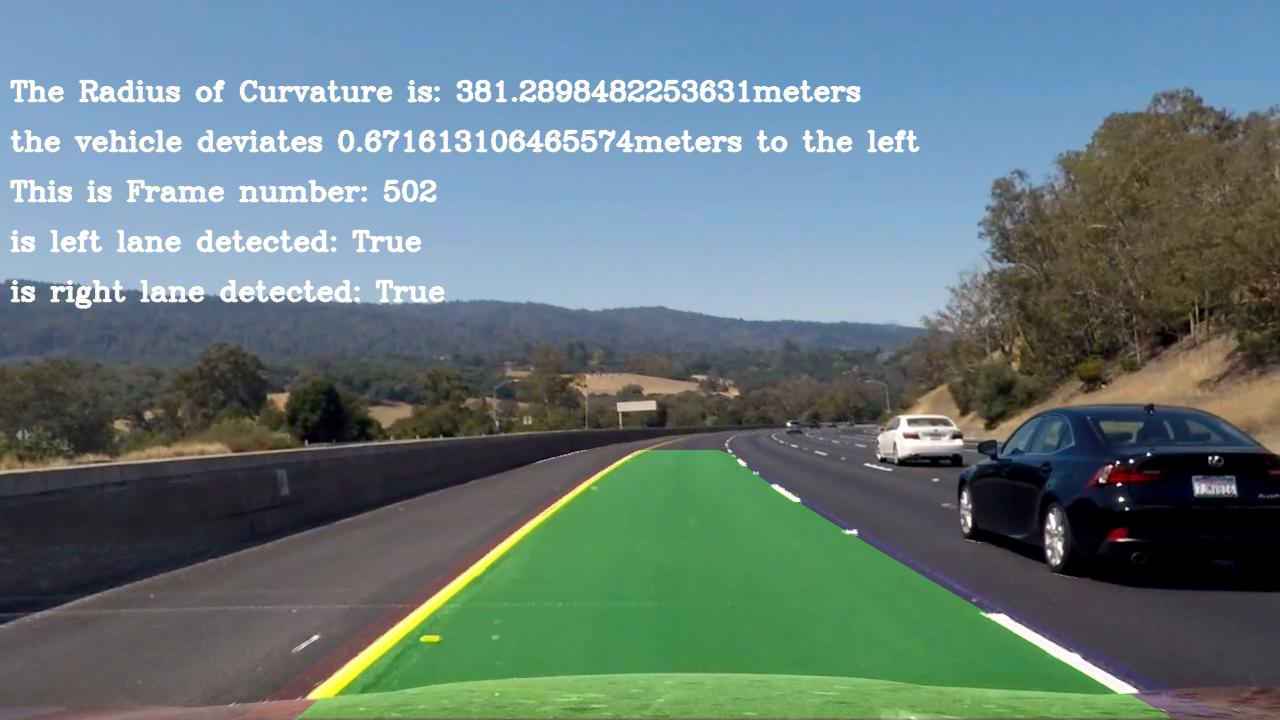 The Radius of Curvature is: 381.2898482253631meters
the vehicle deviates 0.671613106465574meters to the left
This is Frame number: 502
is left lane detected: True
is right lane detected: True